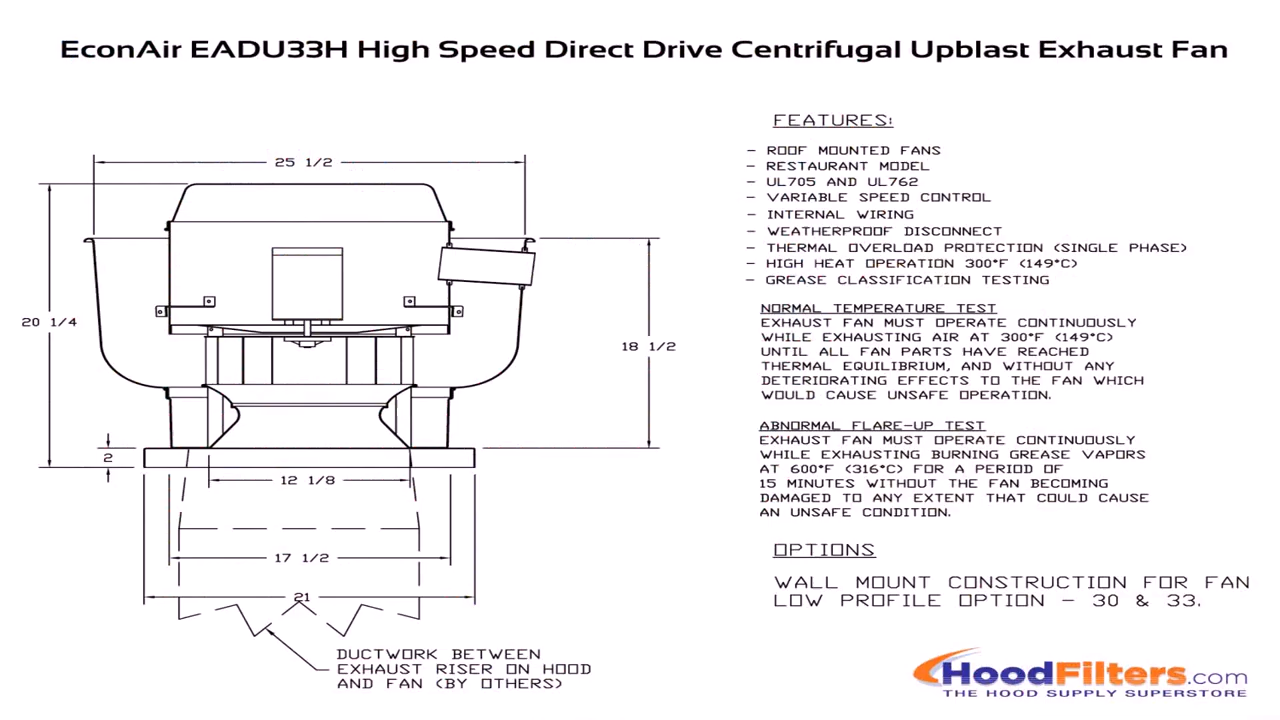 EconAir EADU33H High Speed Direct Drive Centrifugal Upblast Exhaust Fan
25 1/2
20 1/4
18 1/2
2
12 1/8
17 1/2
21
DUCTWORK BETWEEN
EXHAUST RISER ON HOOD
AND FAN (BY OTHERS)
FEATURES:
- ROOF MOUNTED FANS
- RESTAURANT MODEL
- UL705 AND UL762
- VARIABLE SPEED CONTROL
- INTERNAL WIRING
- WEATHERPROOF DISCONNECT
- THERMAL OVERLOAD PROTECTION (SINGLE PHASE)
- HIGH HEAT OPERATION 300°F (149°C)
- GREASE CLASSIFICATION TESTING
NORMAL TEMPERATURE TEST
EXHAUST FAN MUST OPERATE CONTINUOUSLY
WHILE EXHAUSTING AIR AT 300°F (149°C)
UNTIL ALL FAN PARTS HAVE REACHED
THERMAL EQUILIBRIUM, AND WITHOUT ANY
DETERIORATING EFFECTS TO THE FAN WHICH
WOULD CAUSE UNSAFE OPERATION.
ABNORMAL FLARE-UP TEST
EXHAUST FAN MUST OPERATE CONTINUOUSLY
WHILE EXHAUSTING BURNING GREASE VAPORS
AT 600°F (316°C) FOR A PERIOD OF
15 MINUTES WITHOUT THE FAN BECOMING
DAMAGED TO ANY EXTENT THAT COULD CAUSE
AN UNSAFE CONDITION.
OPTIONS
WALL MOUNT CONSTRUCTION FOR FAN
LOW PROFILE OPTION - 30 & 33.
HoodFilters.com
THE HOOD SUPPLY SUPERSTORE